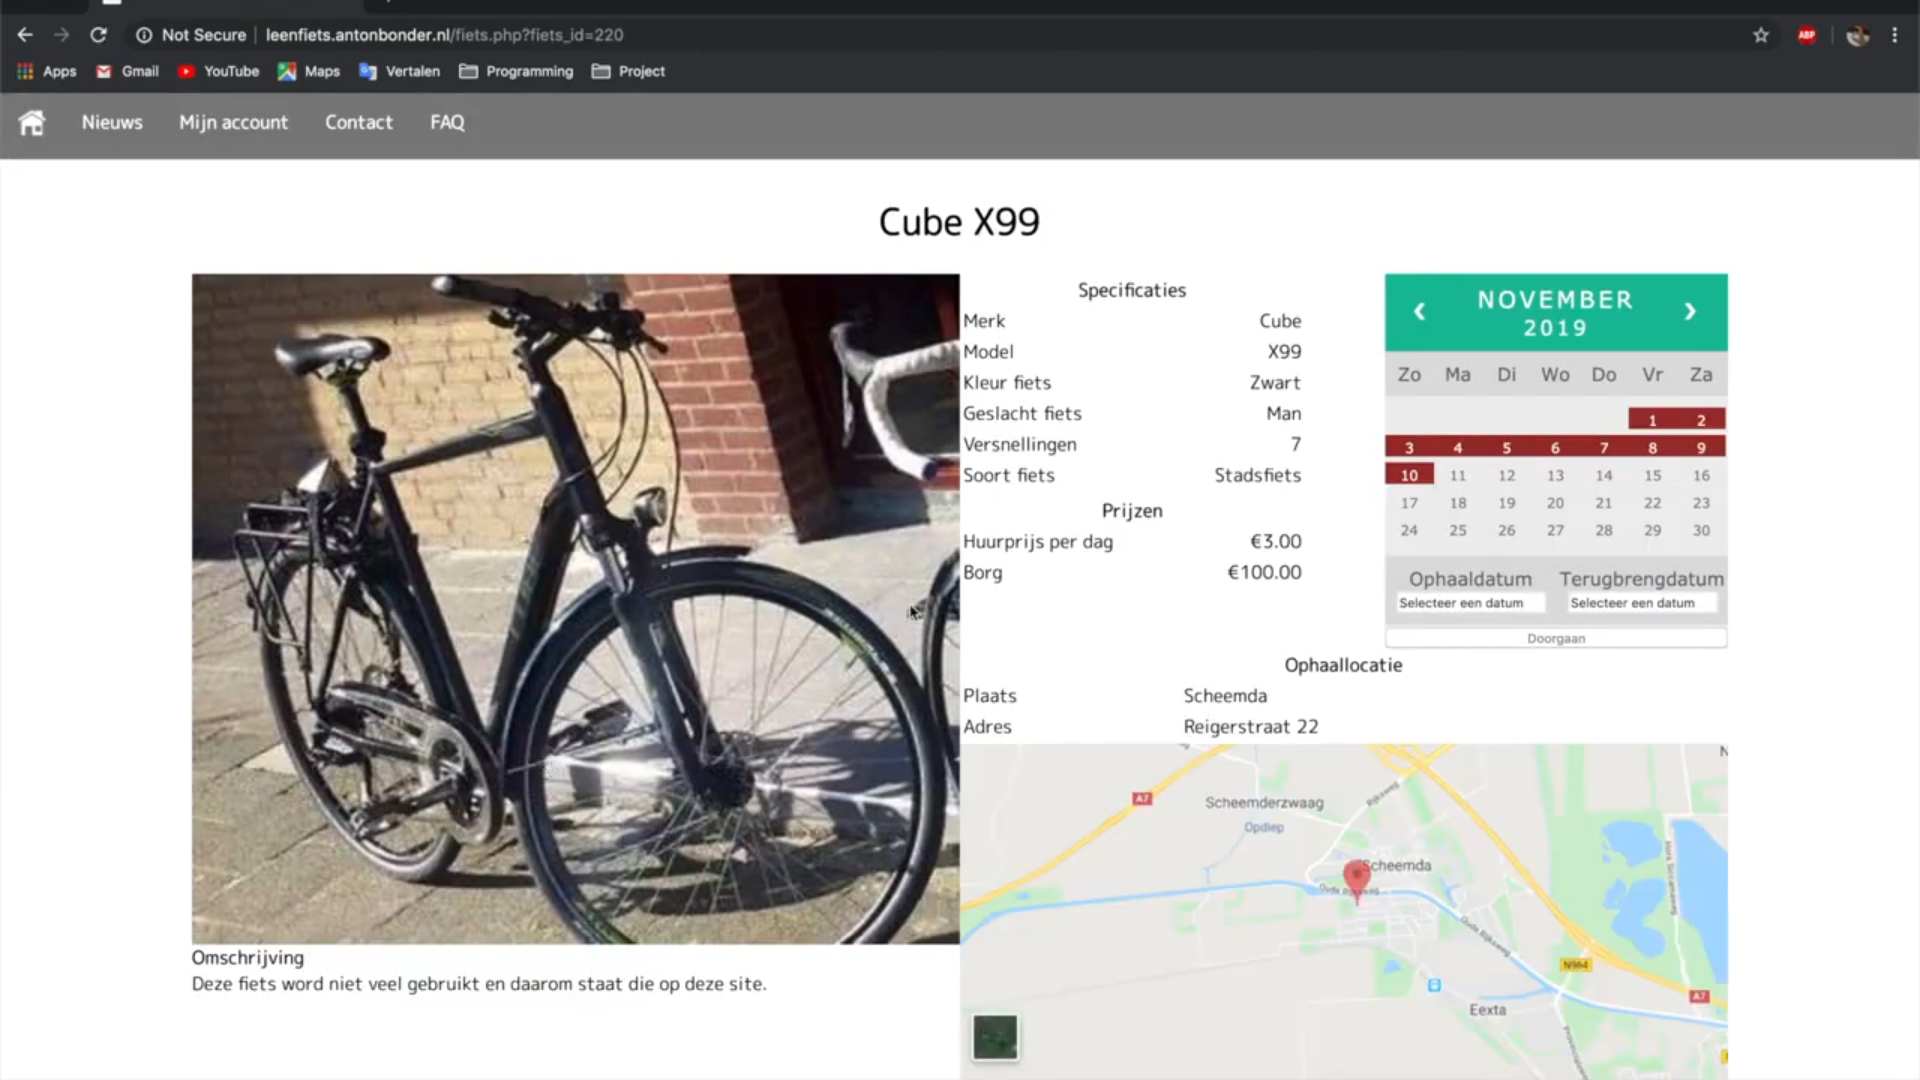 Not Secure | leenfiets.antonbonder.nl/fiets.php?fiets_id=220
ABP
Apps Gmail YouTube Maps Vertalen Programming Project
Nieuws Mijn account Contact FAQ
Cube X99
Specificaties
Merk Cube
Model X99
Kleur fiets Zwart
Geslacht fiets Man
Versnellingen 7
Soort fiets Stadsfiets
Prijzen
Huurprijs per dag €3.00
Borg €100.00
‹ NOVEMBER ›
2019
Zo Ma Di Wo Do Vr Za
1 2
3 4 5 6 7 8 9
10 11 12 13 14 15 16
17 18 19 20 21 22 23
24 25 26 27 28 29 30
Ophaaldatum Terugbrengdatum
Selecteer een datum Selecteer een datum
Doorgaan
Ophaallocatie
Plaats Scheemda
Adres Reigerstraat 22
A7
Scheemderzwaag
Rijksweg
Opdiep
Scheemda
Oude Rijksweg
Oude Rijksweg
N964
A7
Eexta
Omschrijving
Deze fiets word niet veel gebruikt en daarom staat die op deze site.